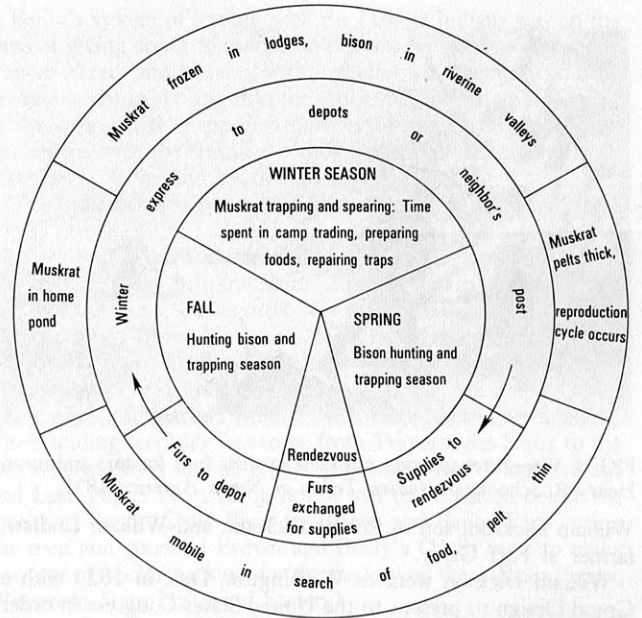 Muskrat frozen in lodges, bison in riverine valleys
Winter express to depots or neighbor's post
WINTER SEASON
Muskrat trapping and spearing; Time
spent in camp trading, preparing
foods, repairing traps
Muskrat
in home
pond
Muskrat
pelts thick,
reproduction
cycle occurs
FALL
Hunting bison and
trapping season
SPRING
Bison hunting and
trapping season
Rendezvous
Furs
exchanged
for supplies
Furs to depot
Supplies to
rendezvous
Muskrat mobile in search of food, pelt thin